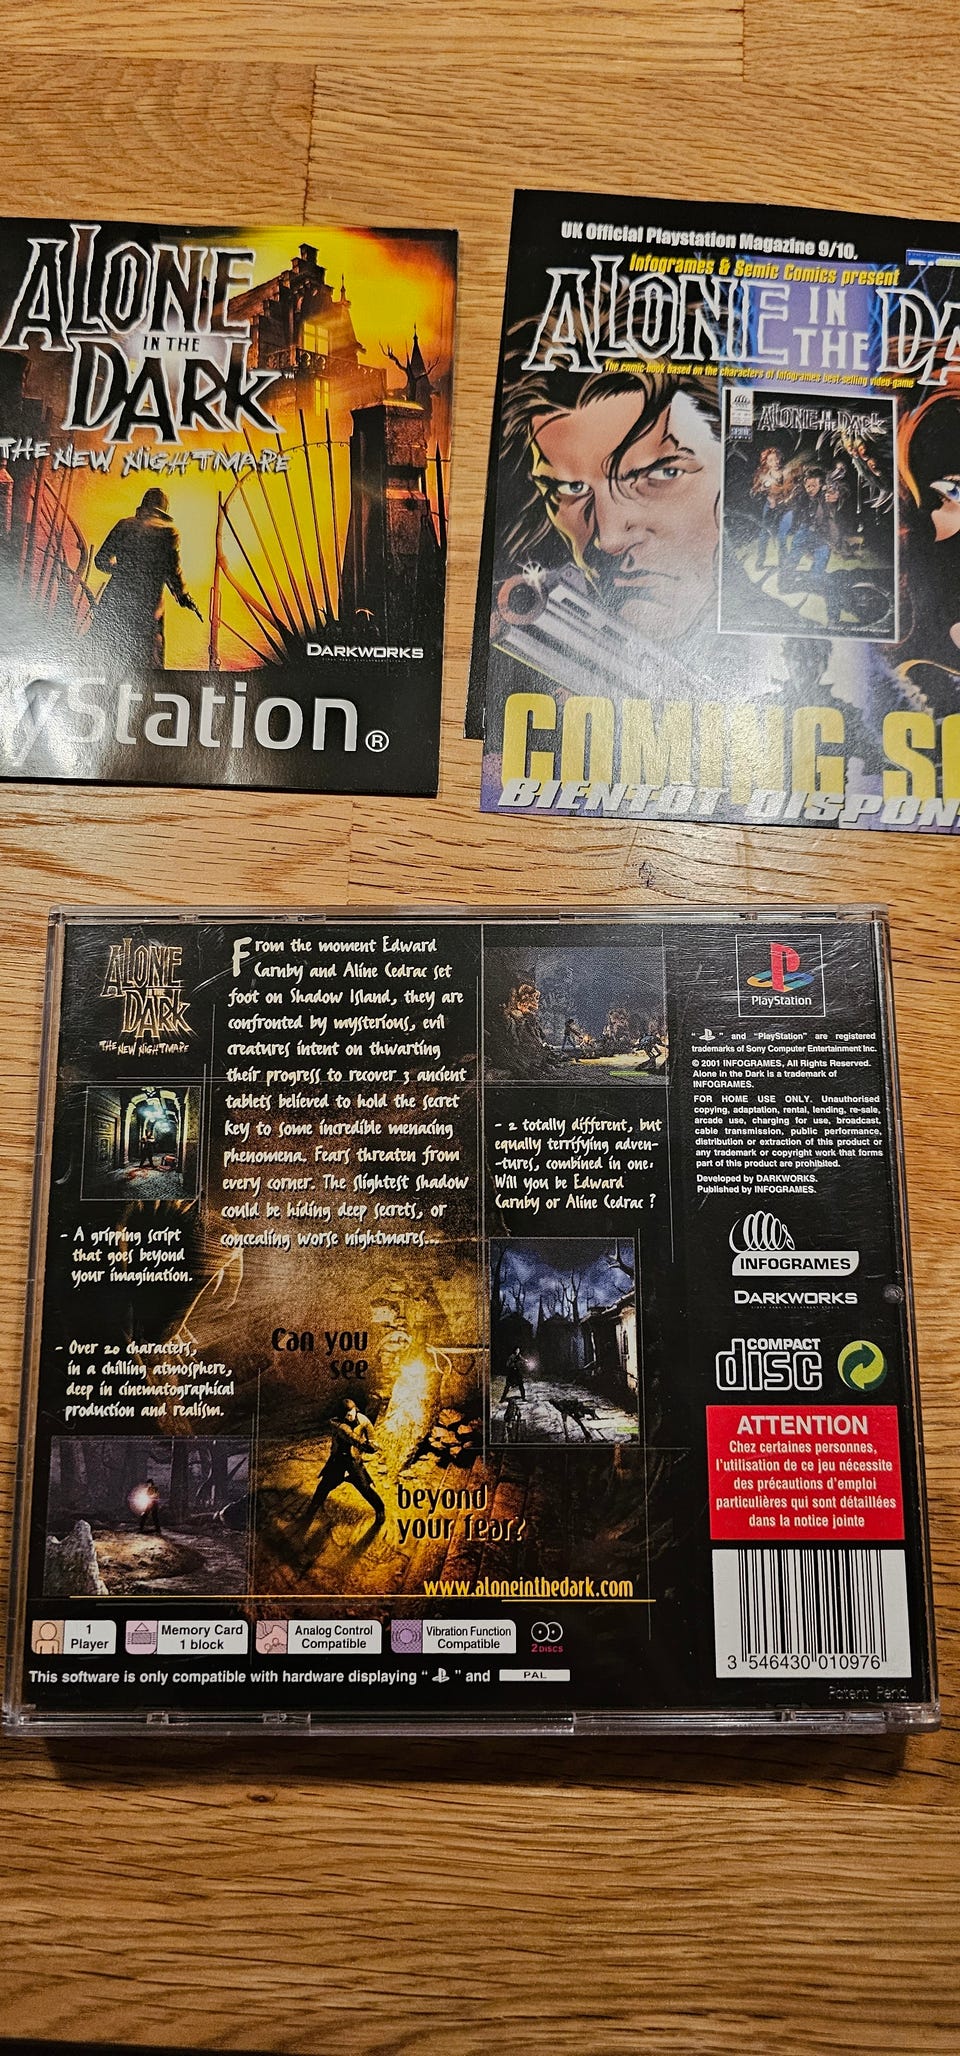 ALONE
IN THE
DARK
THE NEW NIGHTMARE
DARKWORKS
yStation®
UK Official Playstation Magazine 9/10.
Infogrames & Semic Comics present
ALONE IN THE DA
The comic-book based on the characters of Infogrames best-selling video-game
ALONE IN THE DARK
COMING SO
BIENTOT DISPON
ALONE
IN THE
DARK
THE NEW NIGHTMARE
From the moment Edward
Carnby and Aline Cedrac set
foot on Shadow Island, they are
confronted by mysterious, evil
creatures intent on thwarting
their progress to recover 3 ancient
tablets believed to hold the secret
key to some incredible menacing
phenomena. Fears threaten from
every corner. The slightest shadow
could be hiding deep secrets, or
concealing worse nightmares...
- A gripping script
that goes beyond
your imagination.
- Over 20 characters,
in a chilling atmosphere,
deep in cinematographical
production and realism.
- 2 totally different, but
equally terrifying adven-
-tures, combined in one.
Will you be Edward
Carnby or Aline Cedrac ?
Can you
see
beyond
your fear?
www.aloneinthedark.com
PlayStation
" " and "PlayStation" are registered
trademarks of Sony Computer Entertainment Inc.
© 2001 INFOGRAMES, All Rights Reserved.
Alone in the Dark is a trademark of
INFOGRAMES.
FOR HOME USE ONLY. Unauthorised
copying, adaptation, rental, lending, re-sale,
arcade use, charging for use, broadcast,
cable transmission, public performance,
distribution or extraction of this product or
any trademark or copyright work that forms
part of this product are prohibited.
Developed by DARKWORKS.
Published by INFOGRAMES.
INFOGRAMES
DARKWORKS
COMPACT
disc
ATTENTION
Chez certaines personnes,
l'utilisation de ce jeu nécessite
des précautions d'emploi
particulières qui sont détaillées
dans la notice jointe
3 546430 010976
1
Player
Memory Card
1 block
Analog Control
Compatible
Vibration Function
Compatible
2 DISCS
This software is only compatible with hardware displaying " " and PAL
Patent Pend.